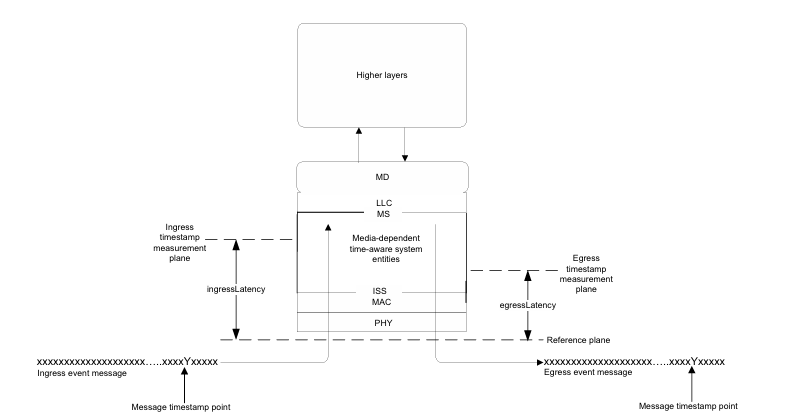 Higher layers
MD
LLC
MS
Ingress
timestamp
measurement
plane
Media-dependent
time-aware system
entities
Egress
timestamp
measurement
plane
ingressLatency
ISS
egressLatency
MAC
PHY
Reference plane
xxxxxxxxxxxxxxxxxxxx.....xxxxYxxxxx
Ingress event message
xxxxxxxxxxxxxxxxxxxx.....xxxxYxxxxx
Egress event message
Message timestamp point
Message timestamp point